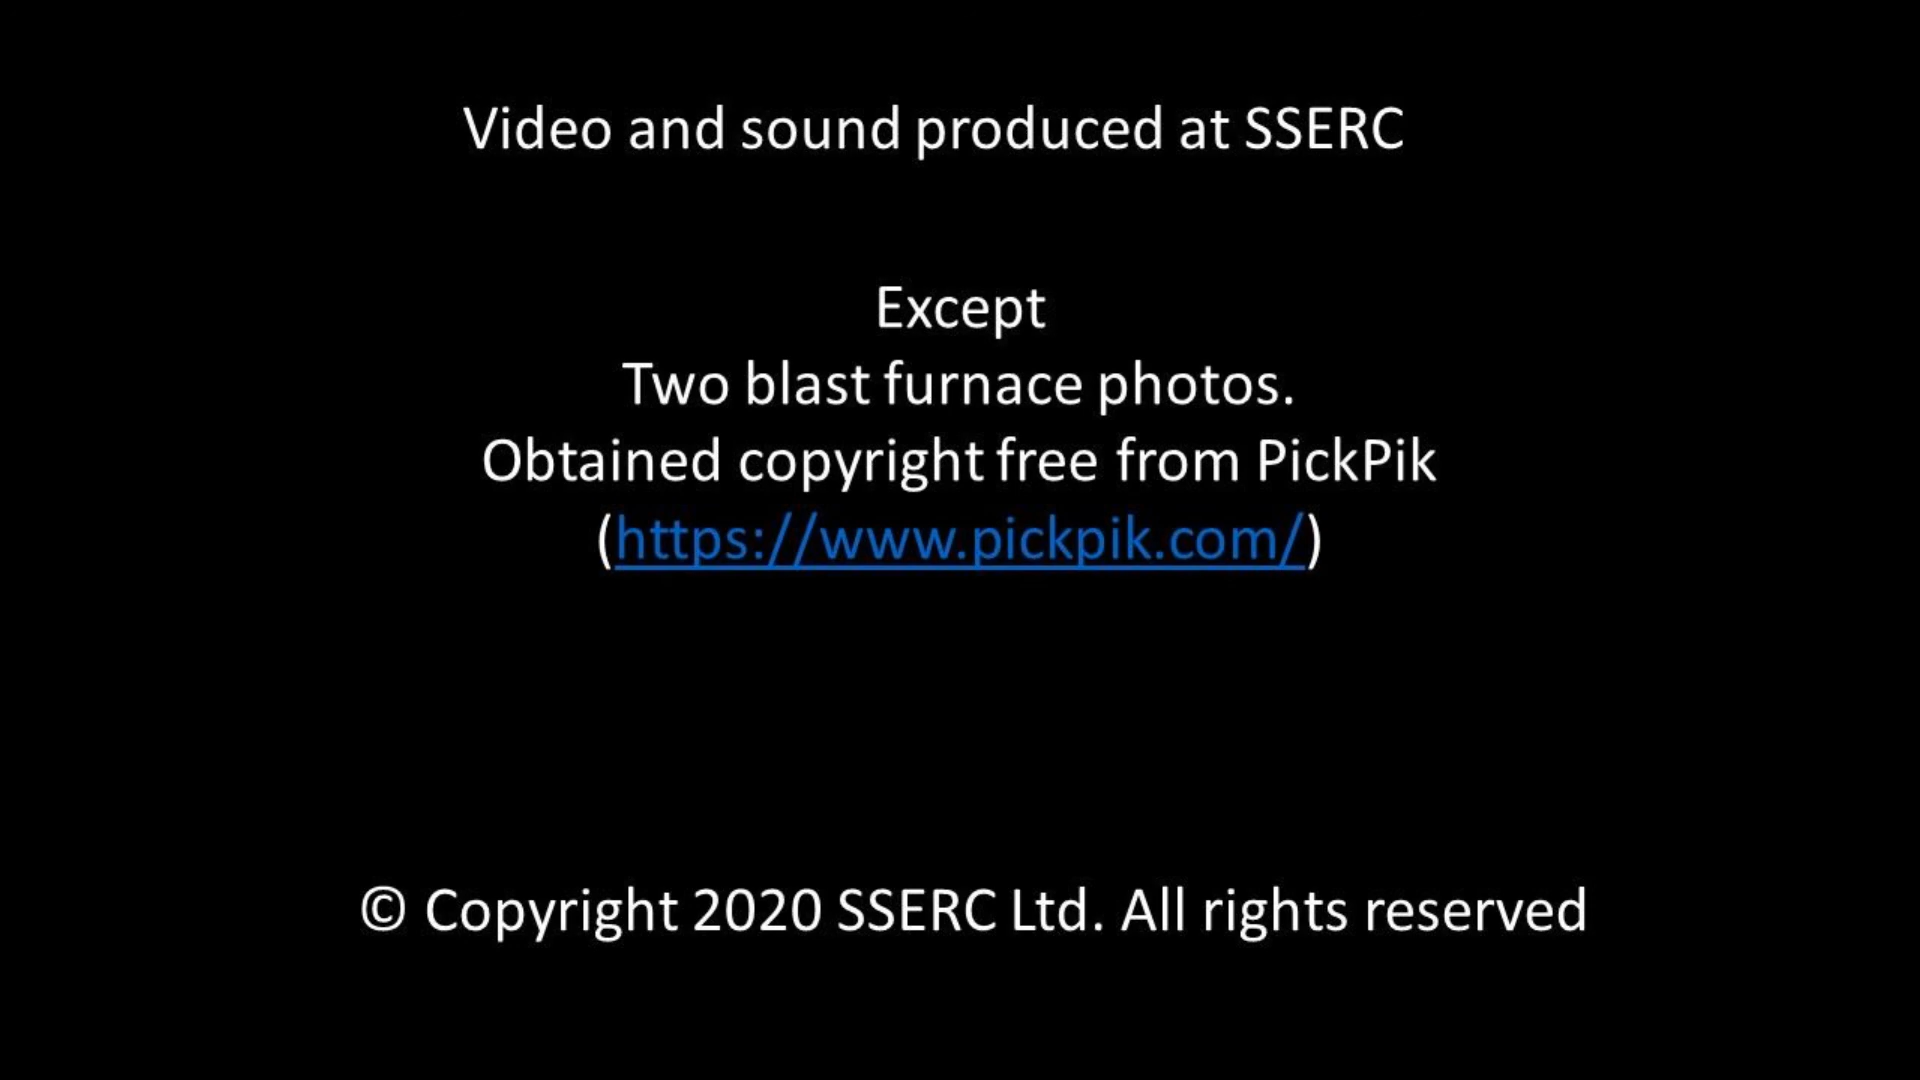 Video and sound produced at SSERC
Except
Two blast furnace photos.
Obtained copyright free from PickPik
(https://www.pickpik.com/)
© Copyright 2020 SSERC Ltd. All rights reserved